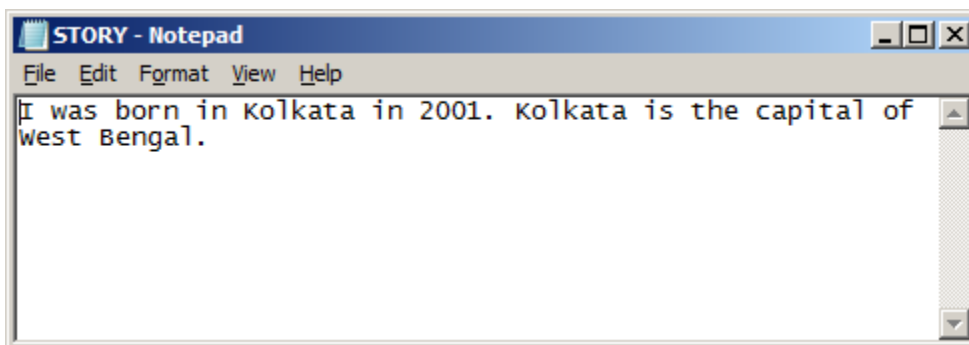 STORY - Notepad
File Edit Format View Help
I was born in Kolkata in 2001. Kolkata is the capital of
West Bengal.